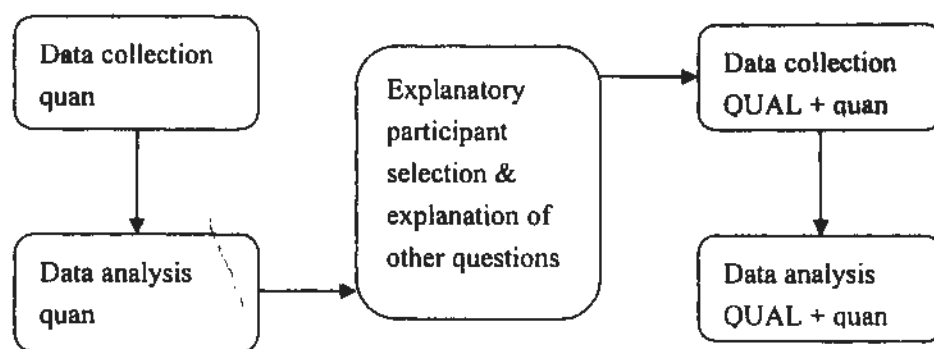 Data collection
quan
Data analysis
quan
Explanatory
participant
selection &
explanation of
other questions
Data collection
QUAL + quan
Data analysis
QUAL + quan